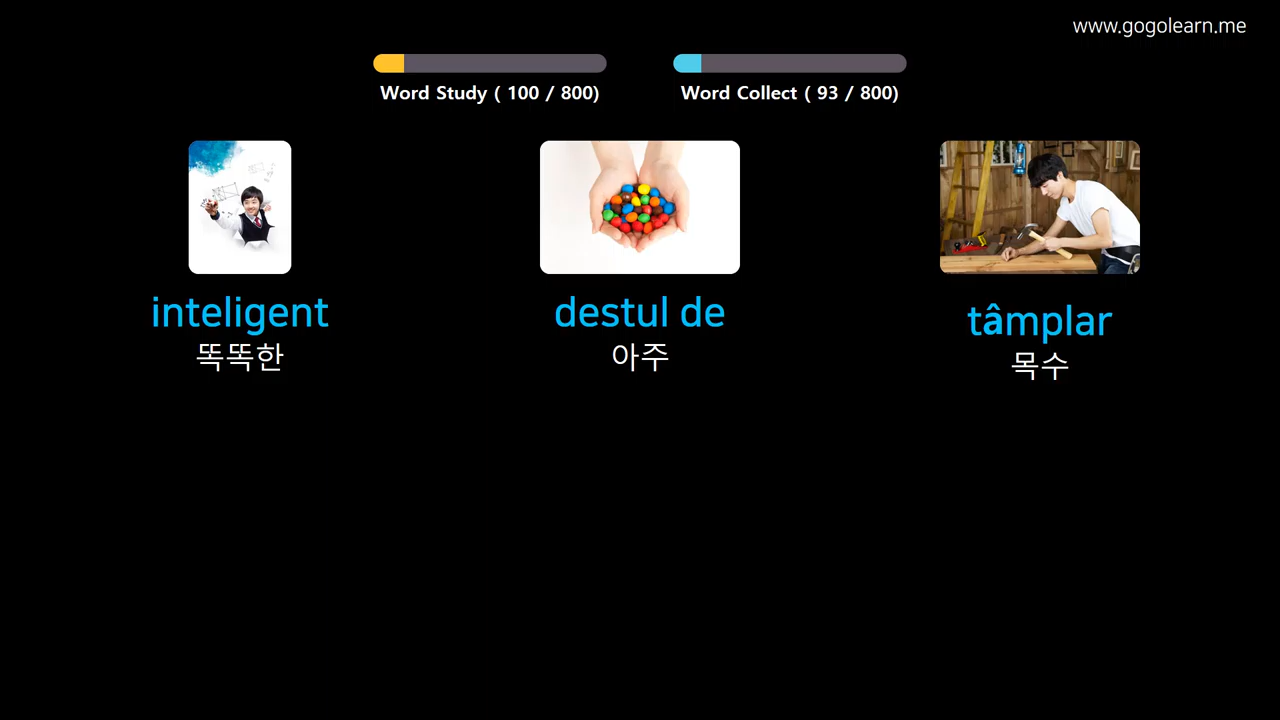 www.gogolearn.me
Word Study ( 100 / 800)
Word Collect ( 93 / 800)
inteligent
똑똑한
destul de
아주
tâmplar
목수